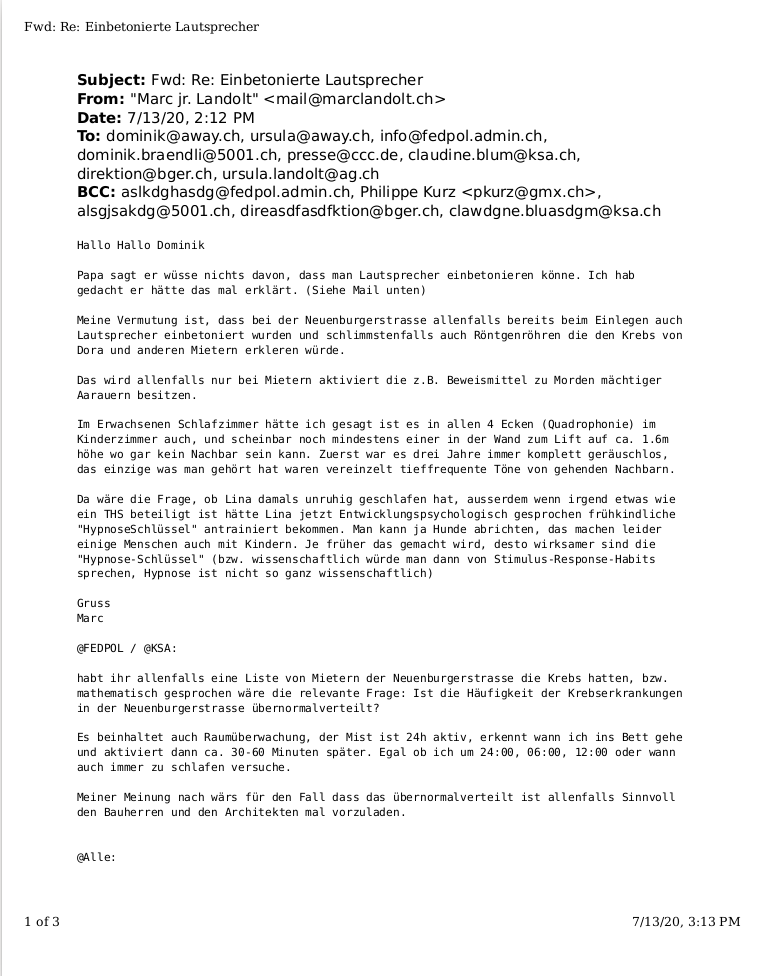 Fwd: Re: Einbetonierte Lautsprecher
Subject: Fwd: Re: Einbetonierte Lautsprecher
From: "Marc jr. Landolt" <mail@marclandolt.ch>
Date: 7/13/20, 2:12 PM
To: dominik@away.ch, ursula@away.ch, info@fedpol.admin.ch,
dominik.braendli@5001.ch, presse@ccc.de, claudine.blum@ksa.ch,
direktion@bger.ch, ursula.landolt@ag.ch
BCC: aslkdghasdg@fedpol.admin.ch, Philippe Kurz <pkurz@gmx.ch>,
alsgjsakdg@5001.ch, direasdfasdfktion@bger.ch, clawdgne.bluasdgm@ksa.ch
Hallo Hallo Dominik
Papa sagt er wüsse nichts davon, dass man Lautsprecher einbetonieren könne. Ich hab
gedacht er hätte das mal erklärt. (Siehe Mail unten)
Meine Vermutung ist, dass bei der Neuenburgerstrasse allenfalls bereits beim Einlegen auch
Lautsprecher einbetoniert wurden und schlimmstenfalls auch Röntgenröhren die den Krebs von
Dora und anderen Mietern erkleren würde.
Das wird allenfalls nur bei Mietern aktiviert die z.B. Beweismittel zu Morden mächtiger
Aarauern besitzen.
Im Erwachsenen Schlafzimmer hätte ich gesagt ist es in allen 4 Ecken (Quadrophonie) im
Kinderzimmer auch, und scheinbar noch mindestens einer in der Wand zum Lift auf ca. 1.6m
höhe wo gar kein Nachbar sein kann. Zuerst war es drei Jahre immer komplett geräuschlos,
das einzige was man gehört hat waren vereinzelt tieffrequente Töne von gehenden Nachbarn.
Da wäre die Frage, ob Lina damals unruhig geschlafen hat, ausserdem wenn irgend etwas wie
ein THS beteiligt ist hätte Lina jetzt Entwicklungspsychologisch gesprochen frühkindliche
"HypnoseSchlüssel" antrainiert bekommen. Man kann ja Hunde abrichten, das machen leider
einige Menschen auch mit Kindern. Je früher das gemacht wird, desto wirksamer sind die
"Hypnose-Schlüssel" (bzw. wissenschaftlich würde man dann von Stimulus-Response-Habits
sprechen, Hypnose ist nicht so ganz wissenschaftlich)
Gruss
Marc
@FEDPOL / @KSA:
habt ihr allenfalls eine Liste von Mietern der Neuenburgerstrasse die Krebs hatten, bzw.
mathematisch gesprochen wäre die relevante Frage: Ist die Häufigkeit der Krebserkrankungen
in der Neuenburgerstrasse übernormalverteilt?
Es beinhaltet auch Raumüberwachung, der Mist ist 24h aktiv, erkennt wann ich ins Bett gehe
und aktiviert dann ca. 30-60 Minuten später. Egal ob ich um 24:00, 06:00, 12:00 oder wann
auch immer zu schlafen versuche.
Meiner Meinung nach wärs für den Fall dass das übernormalverteilt ist allenfalls Sinnvoll
den Bauherren und den Architekten mal vorzuladen.
@Alle:
1 of 3
7/13/20, 3:13 PM